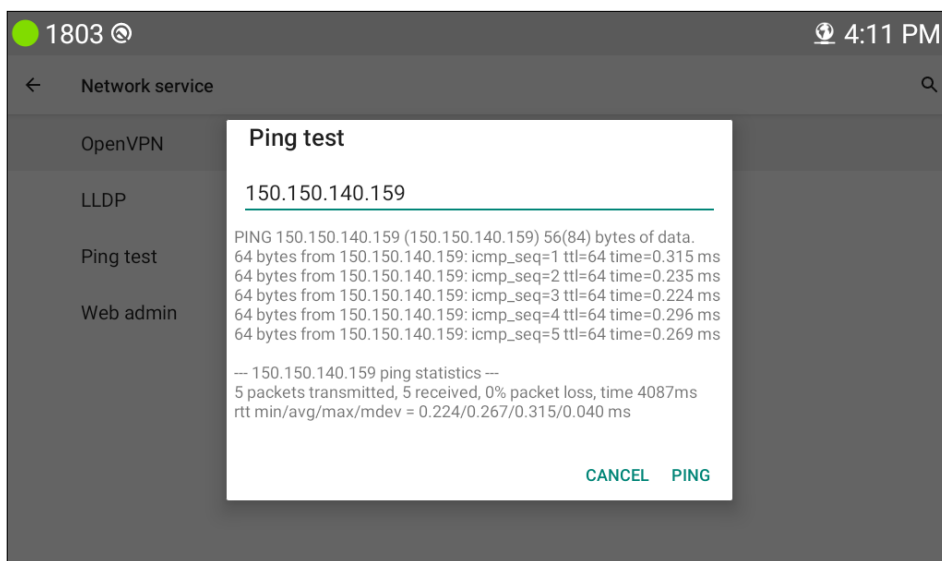 1803
4:11 PM
Network service
OpenVPN
LLDP
Ping test
Web admin
Ping test
150.150.140.159
PING 150.150.140.159 (150.150.140.159) 56(84) bytes of data.
64 bytes from 150.150.140.159: icmp_seq=1 ttl=64 time=0.315 ms
64 bytes from 150.150.140.159: icmp_seq=2 ttl=64 time=0.235 ms
64 bytes from 150.150.140.159: icmp_seq=3 ttl=64 time=0.224 ms
64 bytes from 150.150.140.159: icmp_seq=4 ttl=64 time=0.296 ms
64 bytes from 150.150.140.159: icmp_seq=5 ttl=64 time=0.269 ms
--- 150.150.140.159 ping statistics ---
5 packets transmitted, 5 received, 0% packet loss, time 4087ms
rtt min/avg/max/mdev = 0.224/0.267/0.315/0.040 ms
CANCEL PING